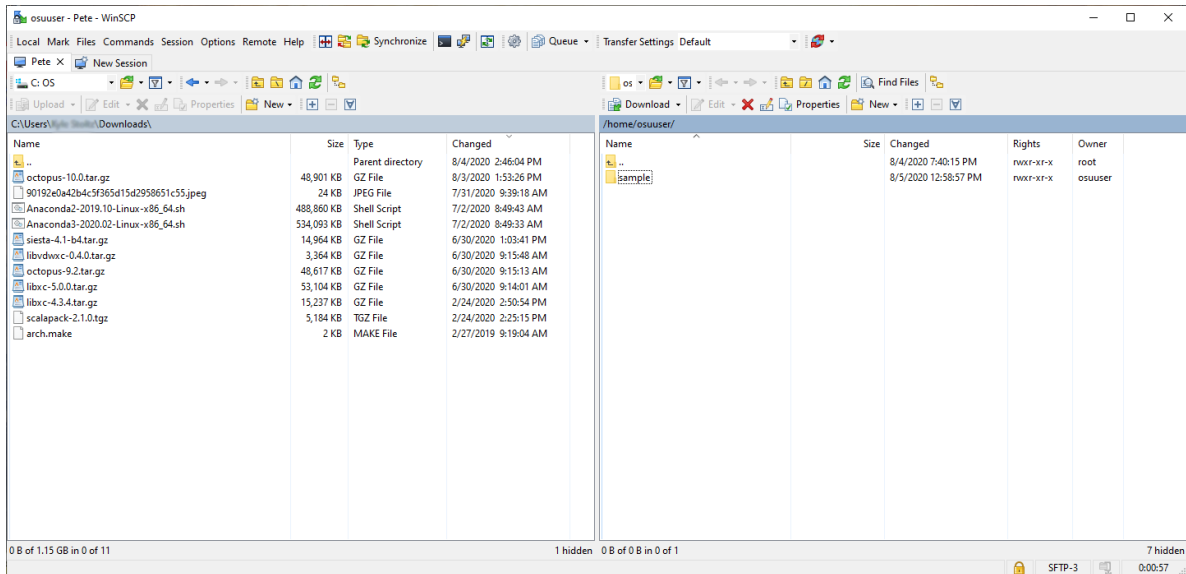 osuuser - Pete - WinSCP
Local Mark Files Commands Session Options Remote Help Synchronize Queue Transfer Settings Default
Pete X New Session
C: OS os Find Files
Upload Edit Properties New Download Edit Properties New
C:\Users\ \Downloads\ /home/osuuser/
Name Size Type Changed Name Size Changed Rights Owner
.. Parent directory 8/4/2020 2:46:04 PM .. 8/4/2020 7:40:15 PM rwxr-xr-x root
octopus-10.0.tar.gz 48,901 KB GZ File 8/3/2020 1:53:26 PM sample 8/5/2020 12:58:57 PM rwxr-xr-x osuuser
90192e0a42b4c5f365d15d2958651c55.jpeg 24 KB JPEG File 7/31/2020 9:39:18 AM
Anaconda2-2019.10-Linux-x86_64.sh 488,860 KB Shell Script 7/2/2020 8:49:43 AM
Anaconda3-2020.02-Linux-x86_64.sh 534,093 KB Shell Script 7/2/2020 8:49:33 AM
siesta-4.1-b4.tar.gz 14,964 KB GZ File 6/30/2020 1:03:41 PM
libvdwxc-0.4.0.tar.gz 3,364 KB GZ File 6/30/2020 9:15:48 AM
octopus-9.2.tar.gz 48,617 KB GZ File 6/30/2020 9:15:13 AM
libxc-5.0.0.tar.gz 53,104 KB GZ File 6/30/2020 9:14:01 AM
libxc-4.3.4.tar.gz 15,237 KB GZ File 2/24/2020 2:50:54 PM
scalapack-2.1.0.tgz 5,184 KB TGZ File 2/24/2020 2:25:15 PM
arch.make 2 KB MAKE File 2/27/2019 9:19:04 AM
0 B of 1.15 GB in 0 of 11 1 hidden 0 B of 0 B in 0 of 1 7 hidden
SFTP-3 0:00:57